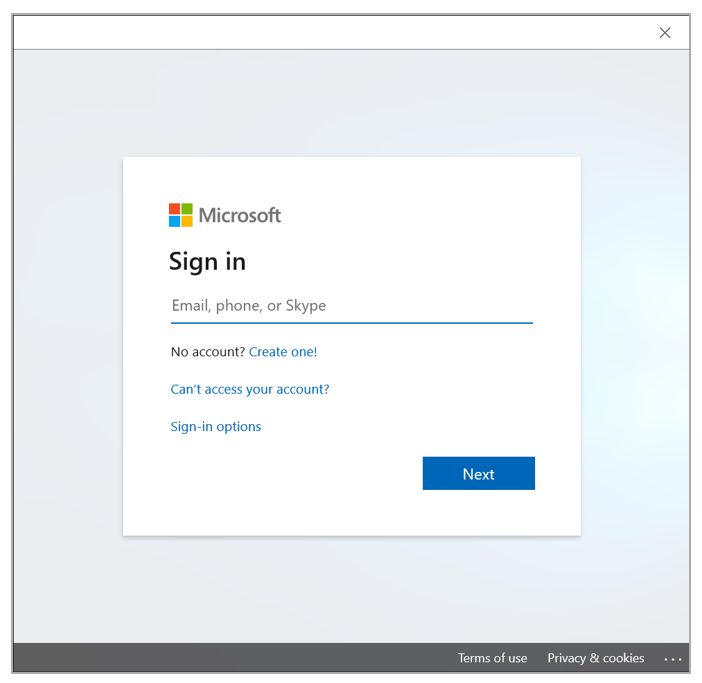 Microsoft
Sign in
Email, phone, or Skype
No account? Create one!
Can't access your account?
Sign-in options
Next
Terms of use Privacy & cookies ...